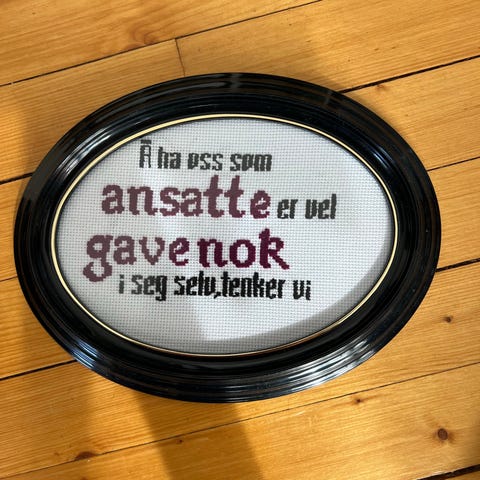 Å ha oss som
ansatte er vel
gave nok
i seg selv, tenker vi